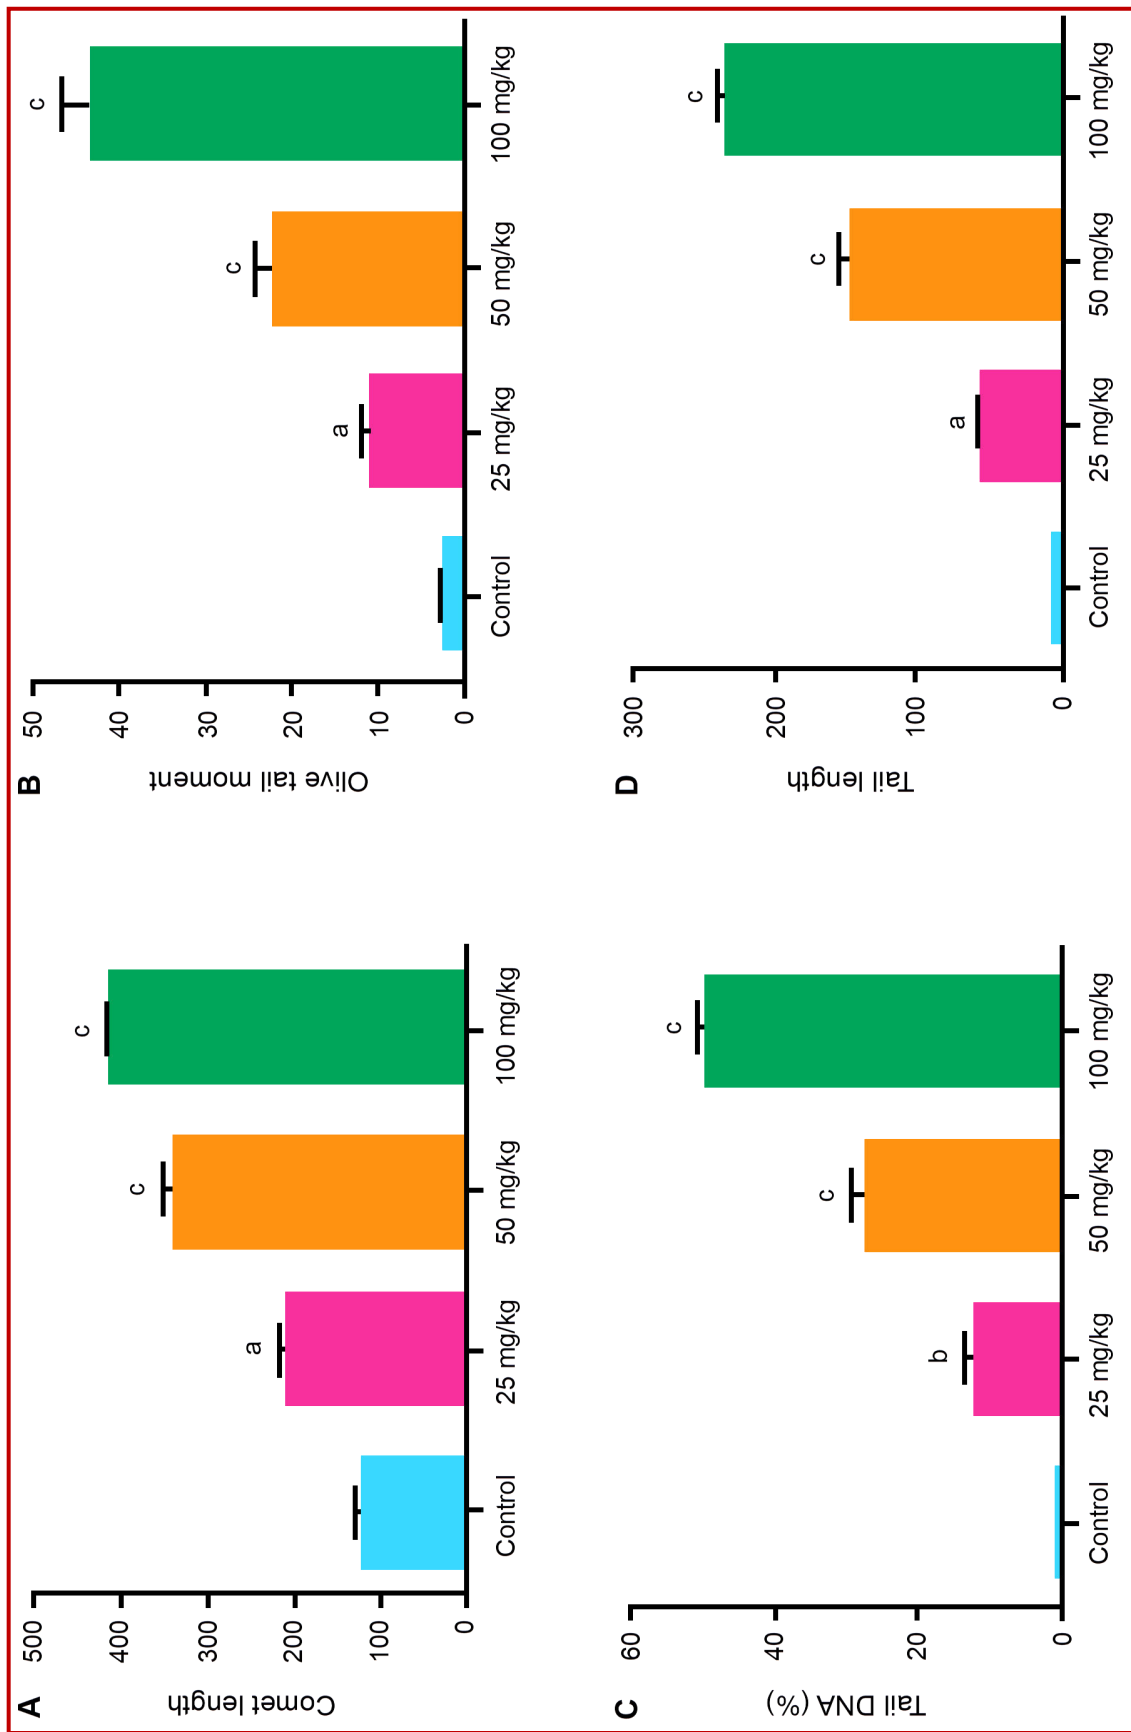 A
Comet length
500
400
300
200
100
0
a
c
c
Control
25 mg/kg
50 mg/kg
100 mg/kg
B
Olive tail moment
50
40
30
20
10
0
a
c
c
Control
25 mg/kg
50 mg/kg
100 mg/kg
C
Tail DNA (%)
60
40
20
0
b
c
c
Control
25 mg/kg
50 mg/kg
100 mg/kg
D
Tail length
300
200
100
0
a
c
c
Control
25 mg/kg
50 mg/kg
100 mg/kg